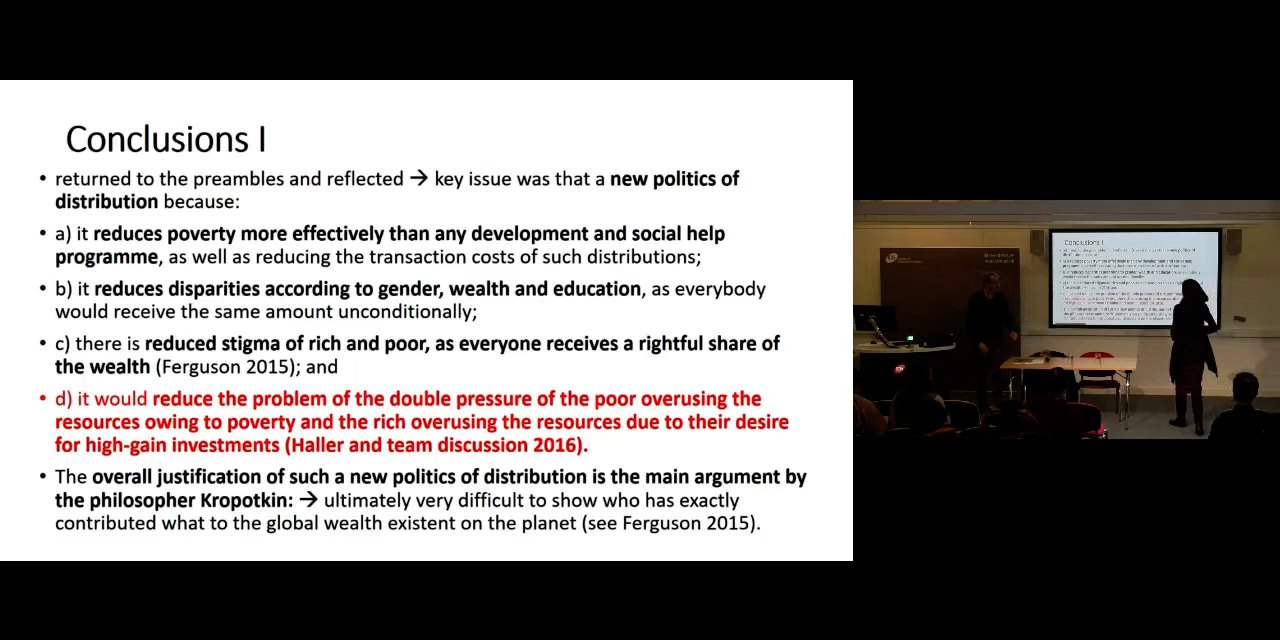 Conclusions I
• returned to the preambles and reflected → key issue was that a new politics of
distribution because:
• a) it reduces poverty more effectively than any development and social help
programme, as well as reducing the transaction costs of such distributions;
• b) it reduces disparities according to gender, wealth and education, as everybody
would receive the same amount unconditionally;
• c) there is reduced stigma of rich and poor, as everyone receives a rightful share of
the wealth (Ferguson 2015); and
• d) it would reduce the problem of the double pressure of the poor overusing the
resources owing to poverty and the rich overusing the resources due to their desire
for high-gain investments (Haller and team discussion 2016).
• The overall justification of such a new politics of distribution is the main argument by
the philosopher Kropotkin: → ultimately very difficult to show who has exactly
contributed what to the global wealth existent on the planet (see Ferguson 2015).
Conclusions I